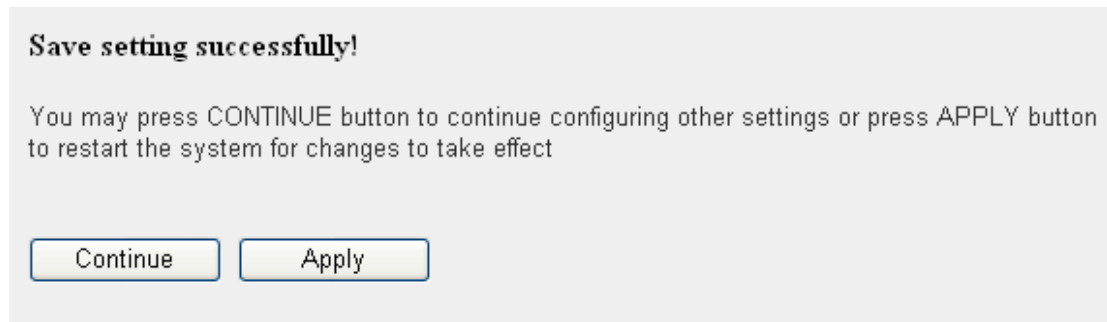 Save setting successfully!
You may press CONTINUE button to continue configuring other settings or press APPLY button
to restart the system for changes to take effect
Continue
Apply